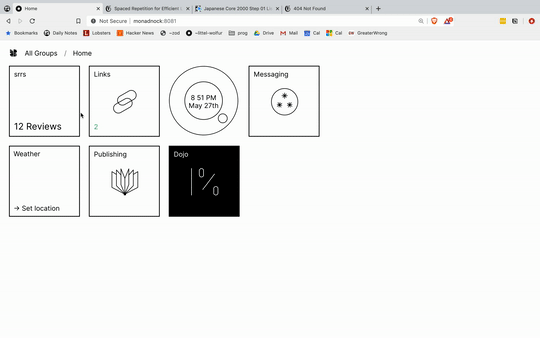 Home
Spaced Repetition for Efficient
Japanese Core 2000 Step 01 Li
404 Not Found
Not Secure | monadnock:8081
Bookmarks Daily Notes Lobsters Hacker News ~zod ~littel-wolfur prog Drive Mail Cal Cal GreaterWrong
All Groups / Home
srrs
Links
8 51 PM
May 27th
Messaging
12 Reviews
2
Weather
Publishing
Dojo
1%
→ Set location